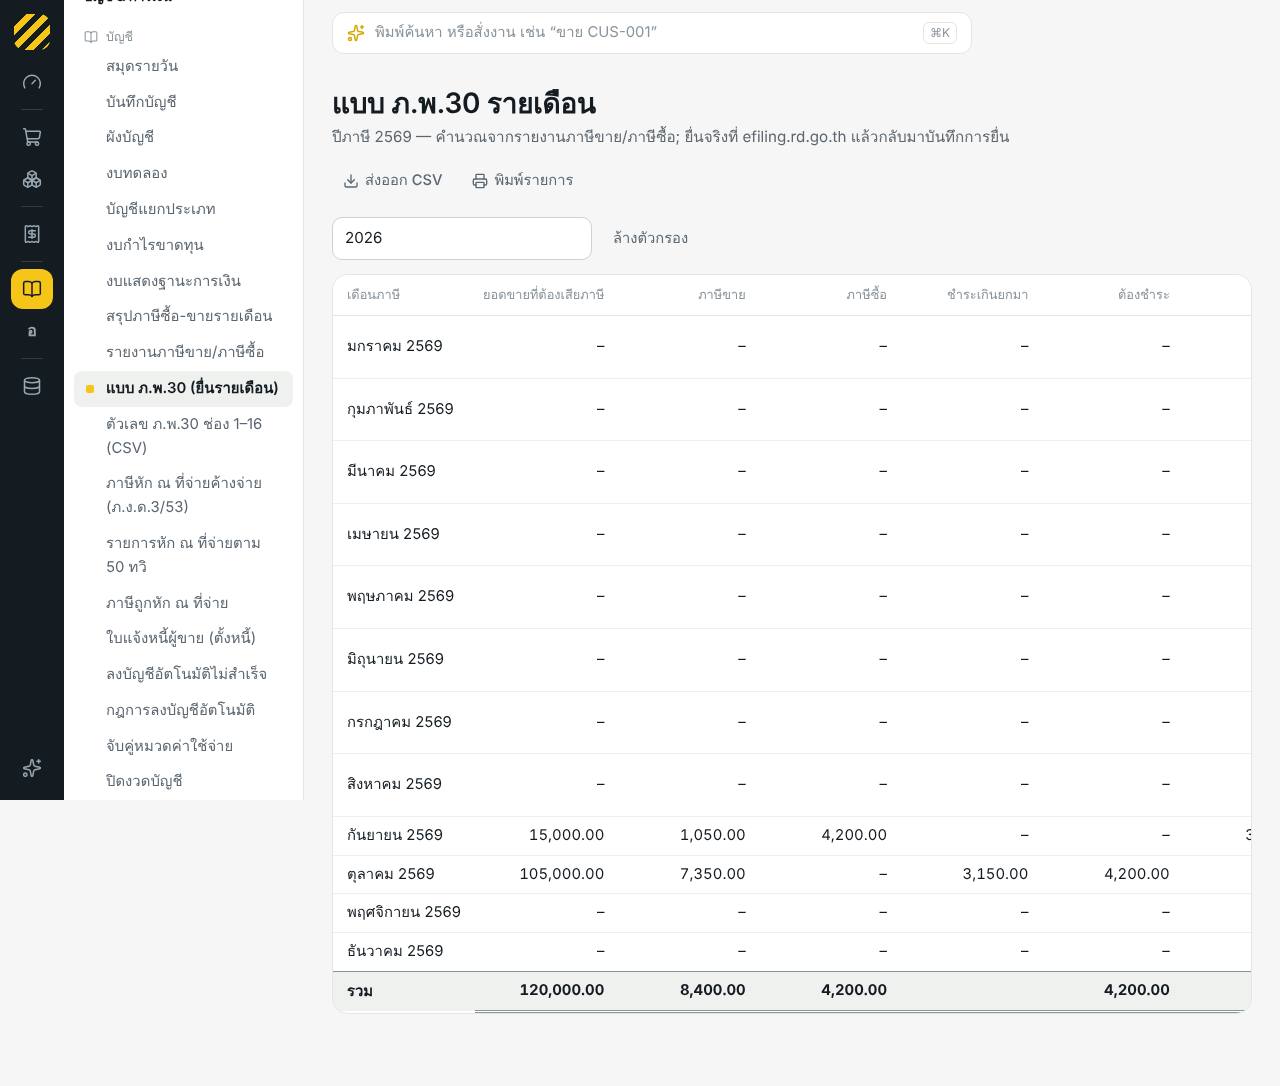 บัญชี
สมุดรายวัน
บันทึกบัญชี
ผังบัญชี
งบทดลอง
บัญชีแยกประเภท
งบกำไรขาดทุน
งบแสดงฐานะการเงิน
สรุปภาษีซื้อ-ขายรายเดือน
รายงานภาษีขาย/ภาษีซื้อ
แบบ ภ.พ.30 (ยื่นรายเดือน)
ตัวเลข ภ.พ.30 ช่อง 1–16
(CSV)
ภาษีหัก ณ ที่จ่ายค้างจ่าย
(ภ.ง.ด.3/53)
รายการหัก ณ ที่จ่ายตาม
50 ทวิ
ภาษีถูกหัก ณ ที่จ่าย
ใบแจ้งหนี้ผู้ขาย (ตั้งหนี้)
ลงบัญชีอัตโนมัติไม่สำเร็จ
กฎการลงบัญชีอัตโนมัติ
จับคู่หมวดค่าใช้จ่าย
ปิดงวดบัญชี
อ
พิมพ์ค้นหา หรือสั่งงาน เช่น “ขาย CUS-001” ⌘K
แบบ ภ.พ.30 รายเดือน
ปีภาษี 2569 — คำนวณจากรายงานภาษีขาย/ภาษีซื้อ; ยื่นจริงที่ efiling.rd.go.th แล้วกลับมาบันทึกการยื่น
ส่งออก CSV พิมพ์รายการ
2026 ล้างตัวกรอง
เดือนภาษี ยอดขายที่ต้องเสียภาษี ภาษีขาย ภาษีซื้อ ชำระเกินยกมา ต้องชำระ
มกราคม 2569 – – – – –
กุมภาพันธ์ 2569 – – – – –
มีนาคม 2569 – – – – –
เมษายน 2569 – – – – –
พฤษภาคม 2569 – – – – –
มิถุนายน 2569 – – – – –
กรกฎาคม 2569 – – – – –
สิงหาคม 2569 – – – – –
กันยายน 2569 15,000.00 1,050.00 4,200.00 – – 3
ตุลาคม 2569 105,000.00 7,350.00 – 3,150.00 4,200.00
พฤศจิกายน 2569 – – – – –
ธันวาคม 2569 – – – – –
รวม 120,000.00 8,400.00 4,200.00 4,200.00